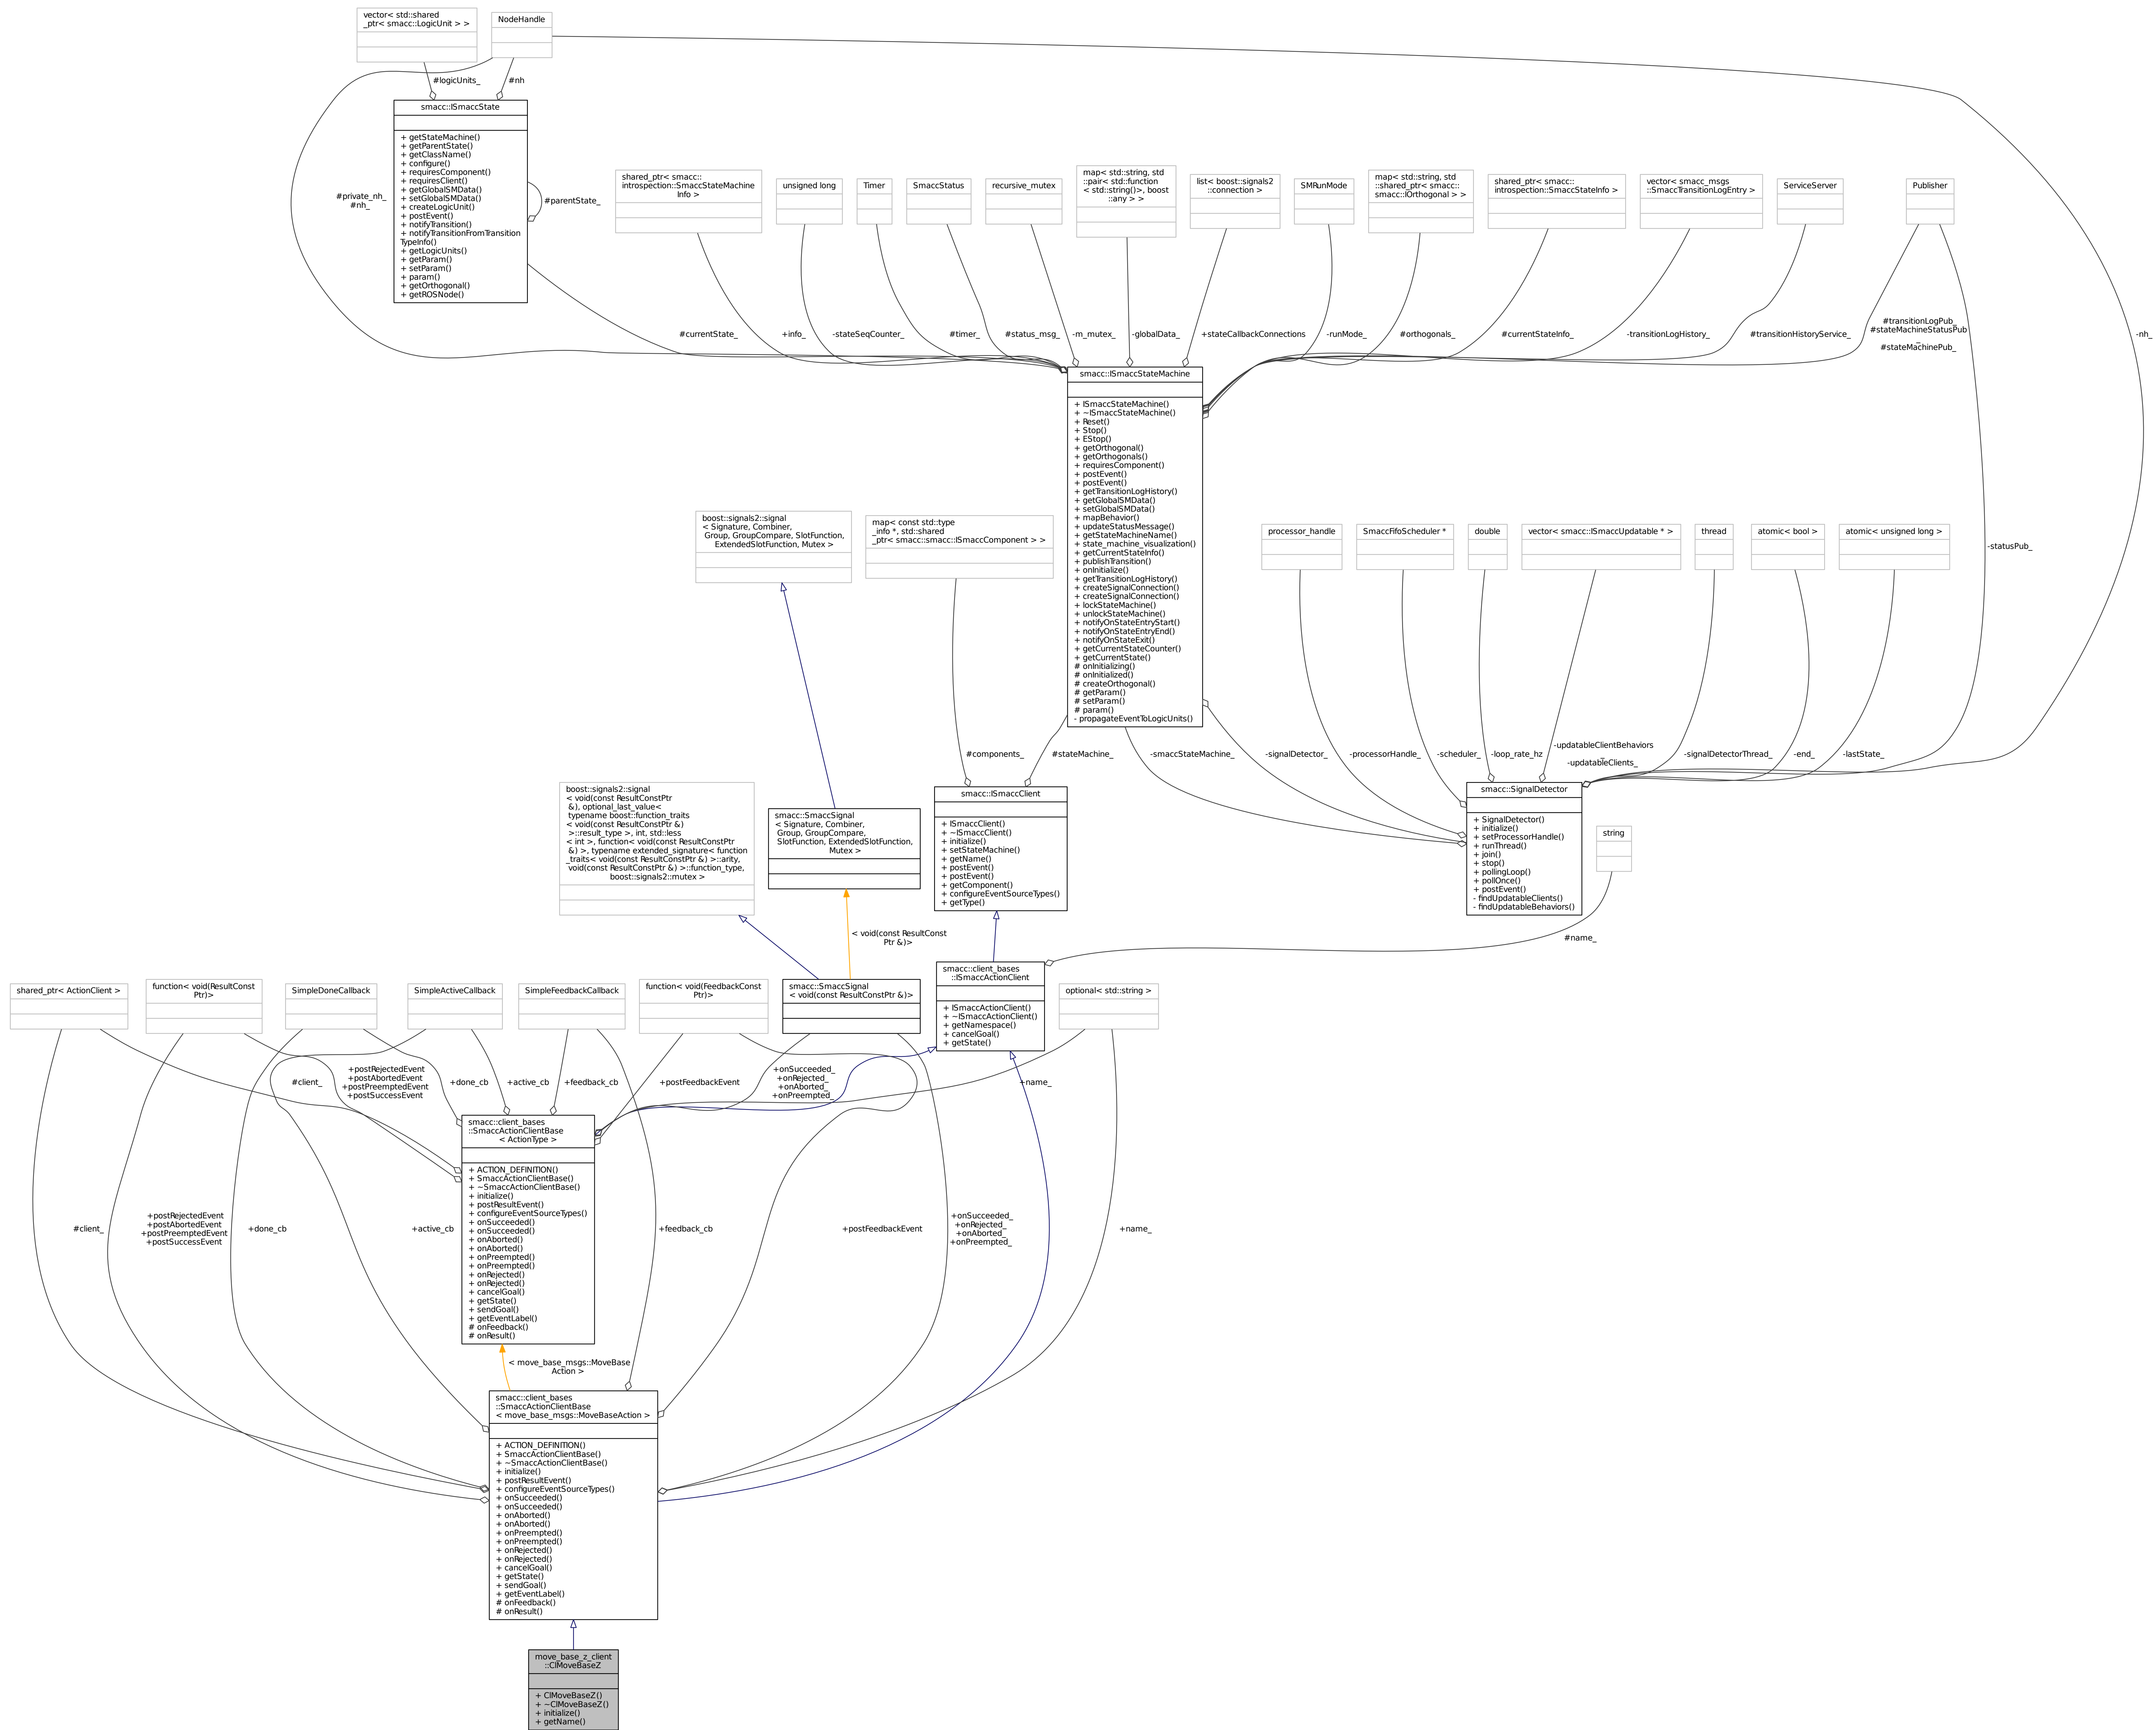 vector< std::shared
_ptr< smacc::LogicUnit > >
NodeHandle
#logicUnits_
#nh
smacc::ISmaccState
+ getStateMachine()
+ getParentState()
+ getClassName()
+ configure()
+ requiresComponent()
+ requiresClient()
+ getGlobalSMData()
+ setGlobalSMData()
+ createLogicUnit()
+ postEvent()
+ notifyTransition()
+ notifyTransitionFromTransition
TypeInfo()
+ getLogicUnits()
+ getParam()
+ setParam()
+ param()
+ getOrthogonal()
+ getROSNode()
#private_nh_
#nh_
#parentState_
shared_ptr< smacc::
introspection::SmaccStateMachine
Info >
unsigned long
Timer
SmaccStatus
recursive_mutex
map< std::string, std
::pair< std::function
< std::string()>, boost
::any > >
list< boost::signals2
::connection >
SMRunMode
map< std::string, std
::shared_ptr< smacc::
smacc::IOrthogonal > >
shared_ptr< smacc::
introspection::SmaccStateInfo >
vector< smacc_msgs
::SmaccTransitionLogEntry >
ServiceServer
Publisher
#currentState_
+info_
-stateSeqCounter_
#timer_
#status_msg_
-m_mutex_
-globalData_
+stateCallbackConnections
-runMode_
#orthogonals_
#currentStateInfo_
-transitionLogHistory_
#transitionHistoryService_
#transitionLogPub_
#stateMachineStatusPub
_
#stateMachinePub_
-nh_
smacc::ISmaccStateMachine
+ ISmaccStateMachine()
+ ~ISmaccStateMachine()
+ Reset()
+ Stop()
+ EStop()
+ getOrthogonal()
+ getOrthogonals()
+ requiresComponent()
+ postEvent()
+ postEvent()
+ getTransitionLogHistory()
+ getGlobalSMData()
+ setGlobalSMData()
+ mapBehavior()
+ updateStatusMessage()
+ getStateMachineName()
+ state_machine_visualization()
+ getCurrentStateInfo()
+ publishTransition()
+ onInitialize()
+ getTransitionLogHistory()
+ createSignalConnection()
+ createSignalConnection()
+ lockStateMachine()
+ unlockStateMachine()
+ notifyOnStateEntryStart()
+ notifyOnStateEntryEnd()
+ notifyOnStateExit()
+ getCurrentStateCounter()
+ getCurrentState()
# onInitializing()
# onInitialized()
# createOrthogonal()
# getParam()
# setParam()
# param()
- propagateEventToLogicUnits()
boost::signals2::signal
< Signature, Combiner,
Group, GroupCompare, SlotFunction,
ExtendedSlotFunction, Mutex >
map< const std::type
_info *, std::shared
_ptr< smacc::smacc::ISmaccComponent > >
processor_handle
SmaccFifoScheduler *
double
vector< smacc::ISmaccUpdatable * >
thread
atomic< bool >
atomic< unsigned long >
-statusPub_
#components_
#stateMachine_
-smaccStateMachine_
-signalDetector_
-processorHandle_
-scheduler_
-loop_rate_hz
-updatableClientBehaviors
_
-updatableClients_
-signalDetectorThread_
-end_
-lastState_
boost::signals2::signal
< void(const ResultConstPtr
&), optional_last_value<
typename boost::function_traits
< void(const ResultConstPtr &)
>::result_type >, int, std::less
< int >, function< void(const ResultConstPtr
&) >, typename extended_signature< function
_traits< void(const ResultConstPtr &) >::arity,
void(const ResultConstPtr &) >::function_type,
boost::signals2::mutex >
smacc::SmaccSignal
< Signature, Combiner,
Group, GroupCompare,
SlotFunction, ExtendedSlotFunction,
Mutex >
smacc::ISmaccClient
+ ISmaccClient()
+ ~ISmaccClient()
+ initialize()
+ setStateMachine()
+ getName()
+ postEvent()
+ postEvent()
+ getComponent()
+ configureEventSourceTypes()
+ getType()
smacc::SignalDetector
+ SignalDetector()
+ initialize()
+ setProcessorHandle()
+ runThread()
+ join()
+ stop()
+ pollingLoop()
+ pollOnce()
+ postEvent()
- findUpdatableClients()
- findUpdatableBehaviors()
string
< void(const ResultConst
Ptr &)>
#name_
shared_ptr< ActionClient >
function< void(ResultConst
Ptr)>
SimpleDoneCallback
SimpleActiveCallback
SimpleFeedbackCallback
function< void(FeedbackConst
Ptr)>
smacc::SmaccSignal
< void(const ResultConstPtr &)>
smacc::client_bases
::ISmaccActionClient
+ ISmaccActionClient()
+ ~ISmaccActionClient()
+ getNamespace()
+ cancelGoal()
+ getState()
optional< std::string >
#client_
+postRejectedEvent
+postAbortedEvent
+postPreemptedEvent
+postSuccessEvent
+done_cb
+active_cb
+feedback_cb
+postFeedbackEvent
+onSucceeded_
+onRejected_
+onAborted_
+onPreempted_
+name_
smacc::client_bases
::SmaccActionClientBase
< ActionType >
+ ACTION_DEFINITION()
+ SmaccActionClientBase()
+ ~SmaccActionClientBase()
+ initialize()
+ postResultEvent()
+ configureEventSourceTypes()
+ onSucceeded()
+ onSucceeded()
+ onAborted()
+ onAborted()
+ onPreempted()
+ onPreempted()
+ onRejected()
+ onRejected()
+ cancelGoal()
+ getState()
+ sendGoal()
+ getEventLabel()
# onFeedback()
# onResult()
#client_
+postRejectedEvent
+postAbortedEvent
+postPreemptedEvent
+postSuccessEvent
+done_cb
+active_cb
+feedback_cb
+postFeedbackEvent
+onSucceeded_
+onRejected_
+onAborted_
+onPreempted_
+name_
< move_base_msgs::MoveBase
Action >
smacc::client_bases
::SmaccActionClientBase
< move_base_msgs::MoveBaseAction >
+ ACTION_DEFINITION()
+ SmaccActionClientBase()
+ ~SmaccActionClientBase()
+ initialize()
+ postResultEvent()
+ configureEventSourceTypes()
+ onSucceeded()
+ onSucceeded()
+ onAborted()
+ onAborted()
+ onPreempted()
+ onPreempted()
+ onRejected()
+ onRejected()
+ cancelGoal()
+ getState()
+ sendGoal()
+ getEventLabel()
# onFeedback()
# onResult()
move_base_z_client
::ClMoveBaseZ
+ ClMoveBaseZ()
+ ~ClMoveBaseZ()
+ initialize()
+ getName()